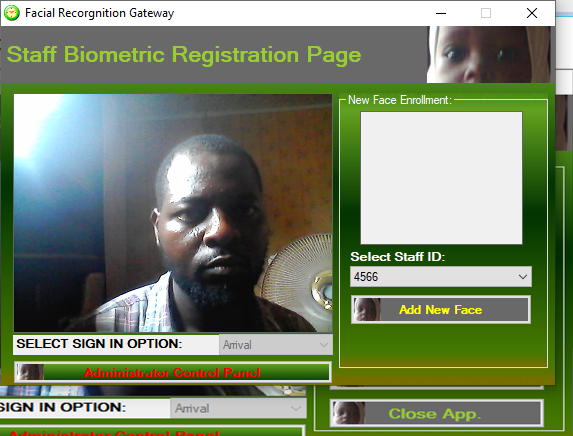 Facial Recorgnition Gateway
Staff Biometric Registration Page
New Face Enrollment:
Select Staff ID:
4566
Add New Face
SELECT SIGN IN OPTION:
Arrival
Administrator Control Panel
SIGN IN OPTION:
Arrival
Close App.
Administrator Control Panel